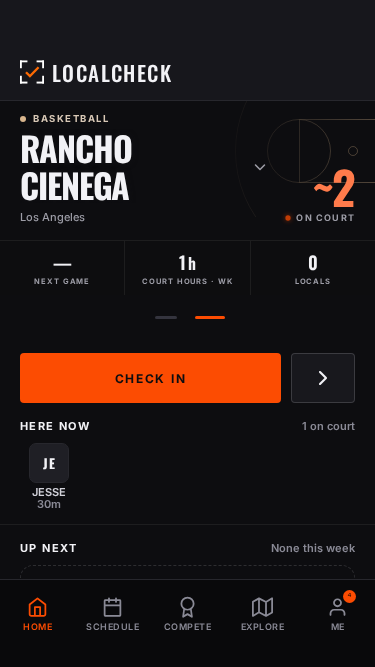 LOCALCHECK
BASKETBALL
RANCHO
CIENEGA
Los Angeles
~2
ON COURT
—
NEXT GAME
1h
COURT HOURS · WK
0
LOCALS
CHECK IN
HERE NOW
1 on court
JE
JESSE
30m
UP NEXT
None this week
HOME
SCHEDULE
COMPETE
EXPLORE
ME